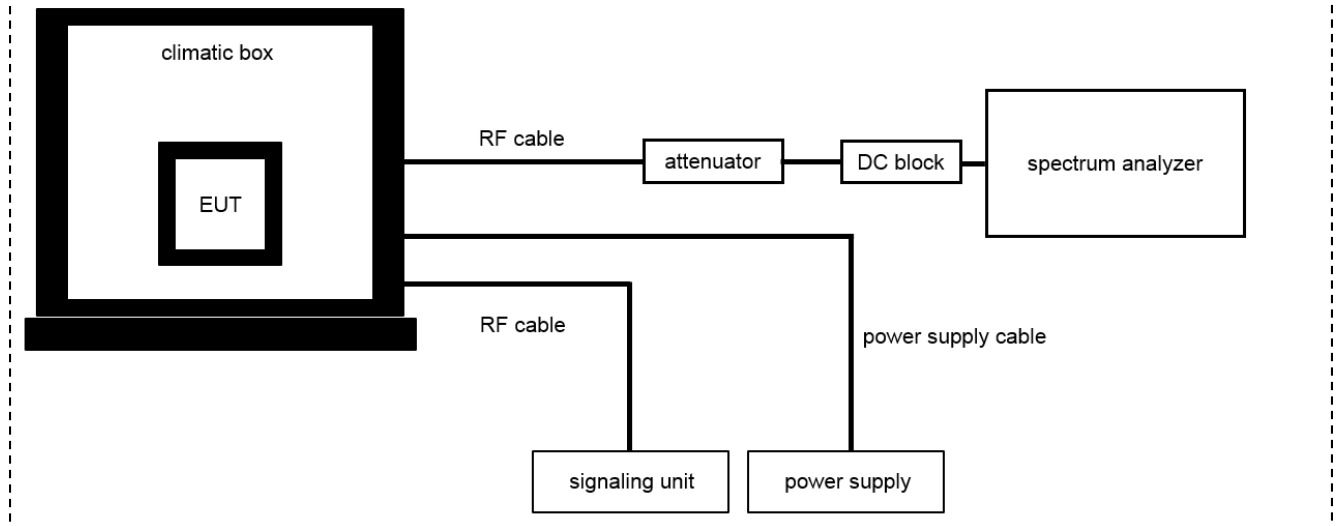 climatic box
RF cable
attenuator
DC block
spectrum analyzer
EUT
RF cable
power supply cable
signaling unit
power supply